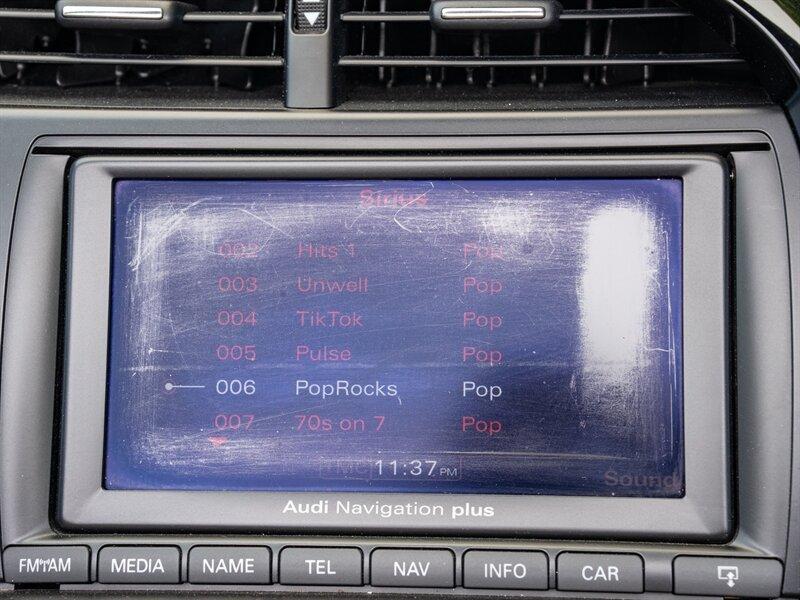 Sirius
002 Hits 1 Pop
003 Unwell Pop
004 TikTok Pop
005 Pulse Pop
006 PopRocks Pop
007 70s on 7 Pop
TMC 11:37 PM
Sound
Audi Navigation plus
FM/AM MEDIA NAME TEL NAV INFO CAR